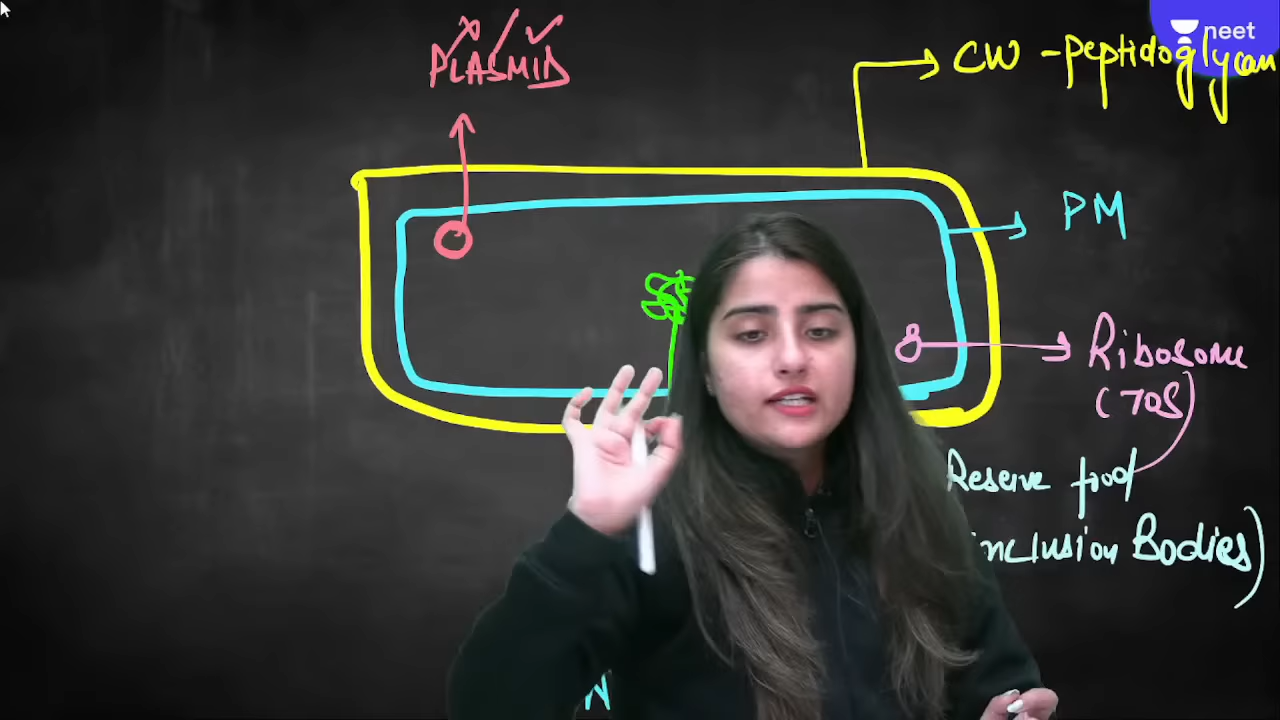 x / ✓
PLASMID
neet
CW - peptidoglycan
PM
Ribosome
(70S)
Reserve food
inclusion Bodies)
N